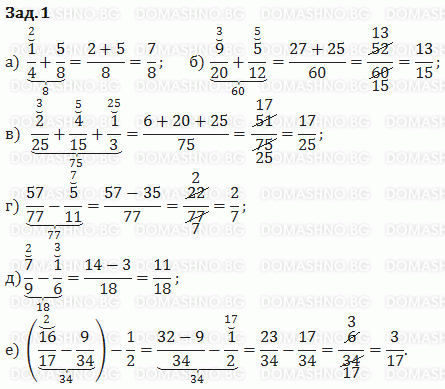 Зад.1
а) 1/4 + 5/8 = (2 + 5)/8 = 7/8; б) 9/20 + 5/12 = (27 + 25)/60 = 52/60 = 13/15;
в) 2/25 + 4/15 + 1/3 = (6 + 20 + 25)/75 = 51/75 = 17/25;
г) 57/77 − 5/11 = (57 − 35)/77 = 22/77 = 2/7;
д) 7/9 − 1/6 = (14 − 3)/18 = 11/18;
е) (16/17 − 9/34) − 1/2 = (32 − 9)/34 − 1/2 = 23/34 − 17/34 = 6/34 = 3/17.